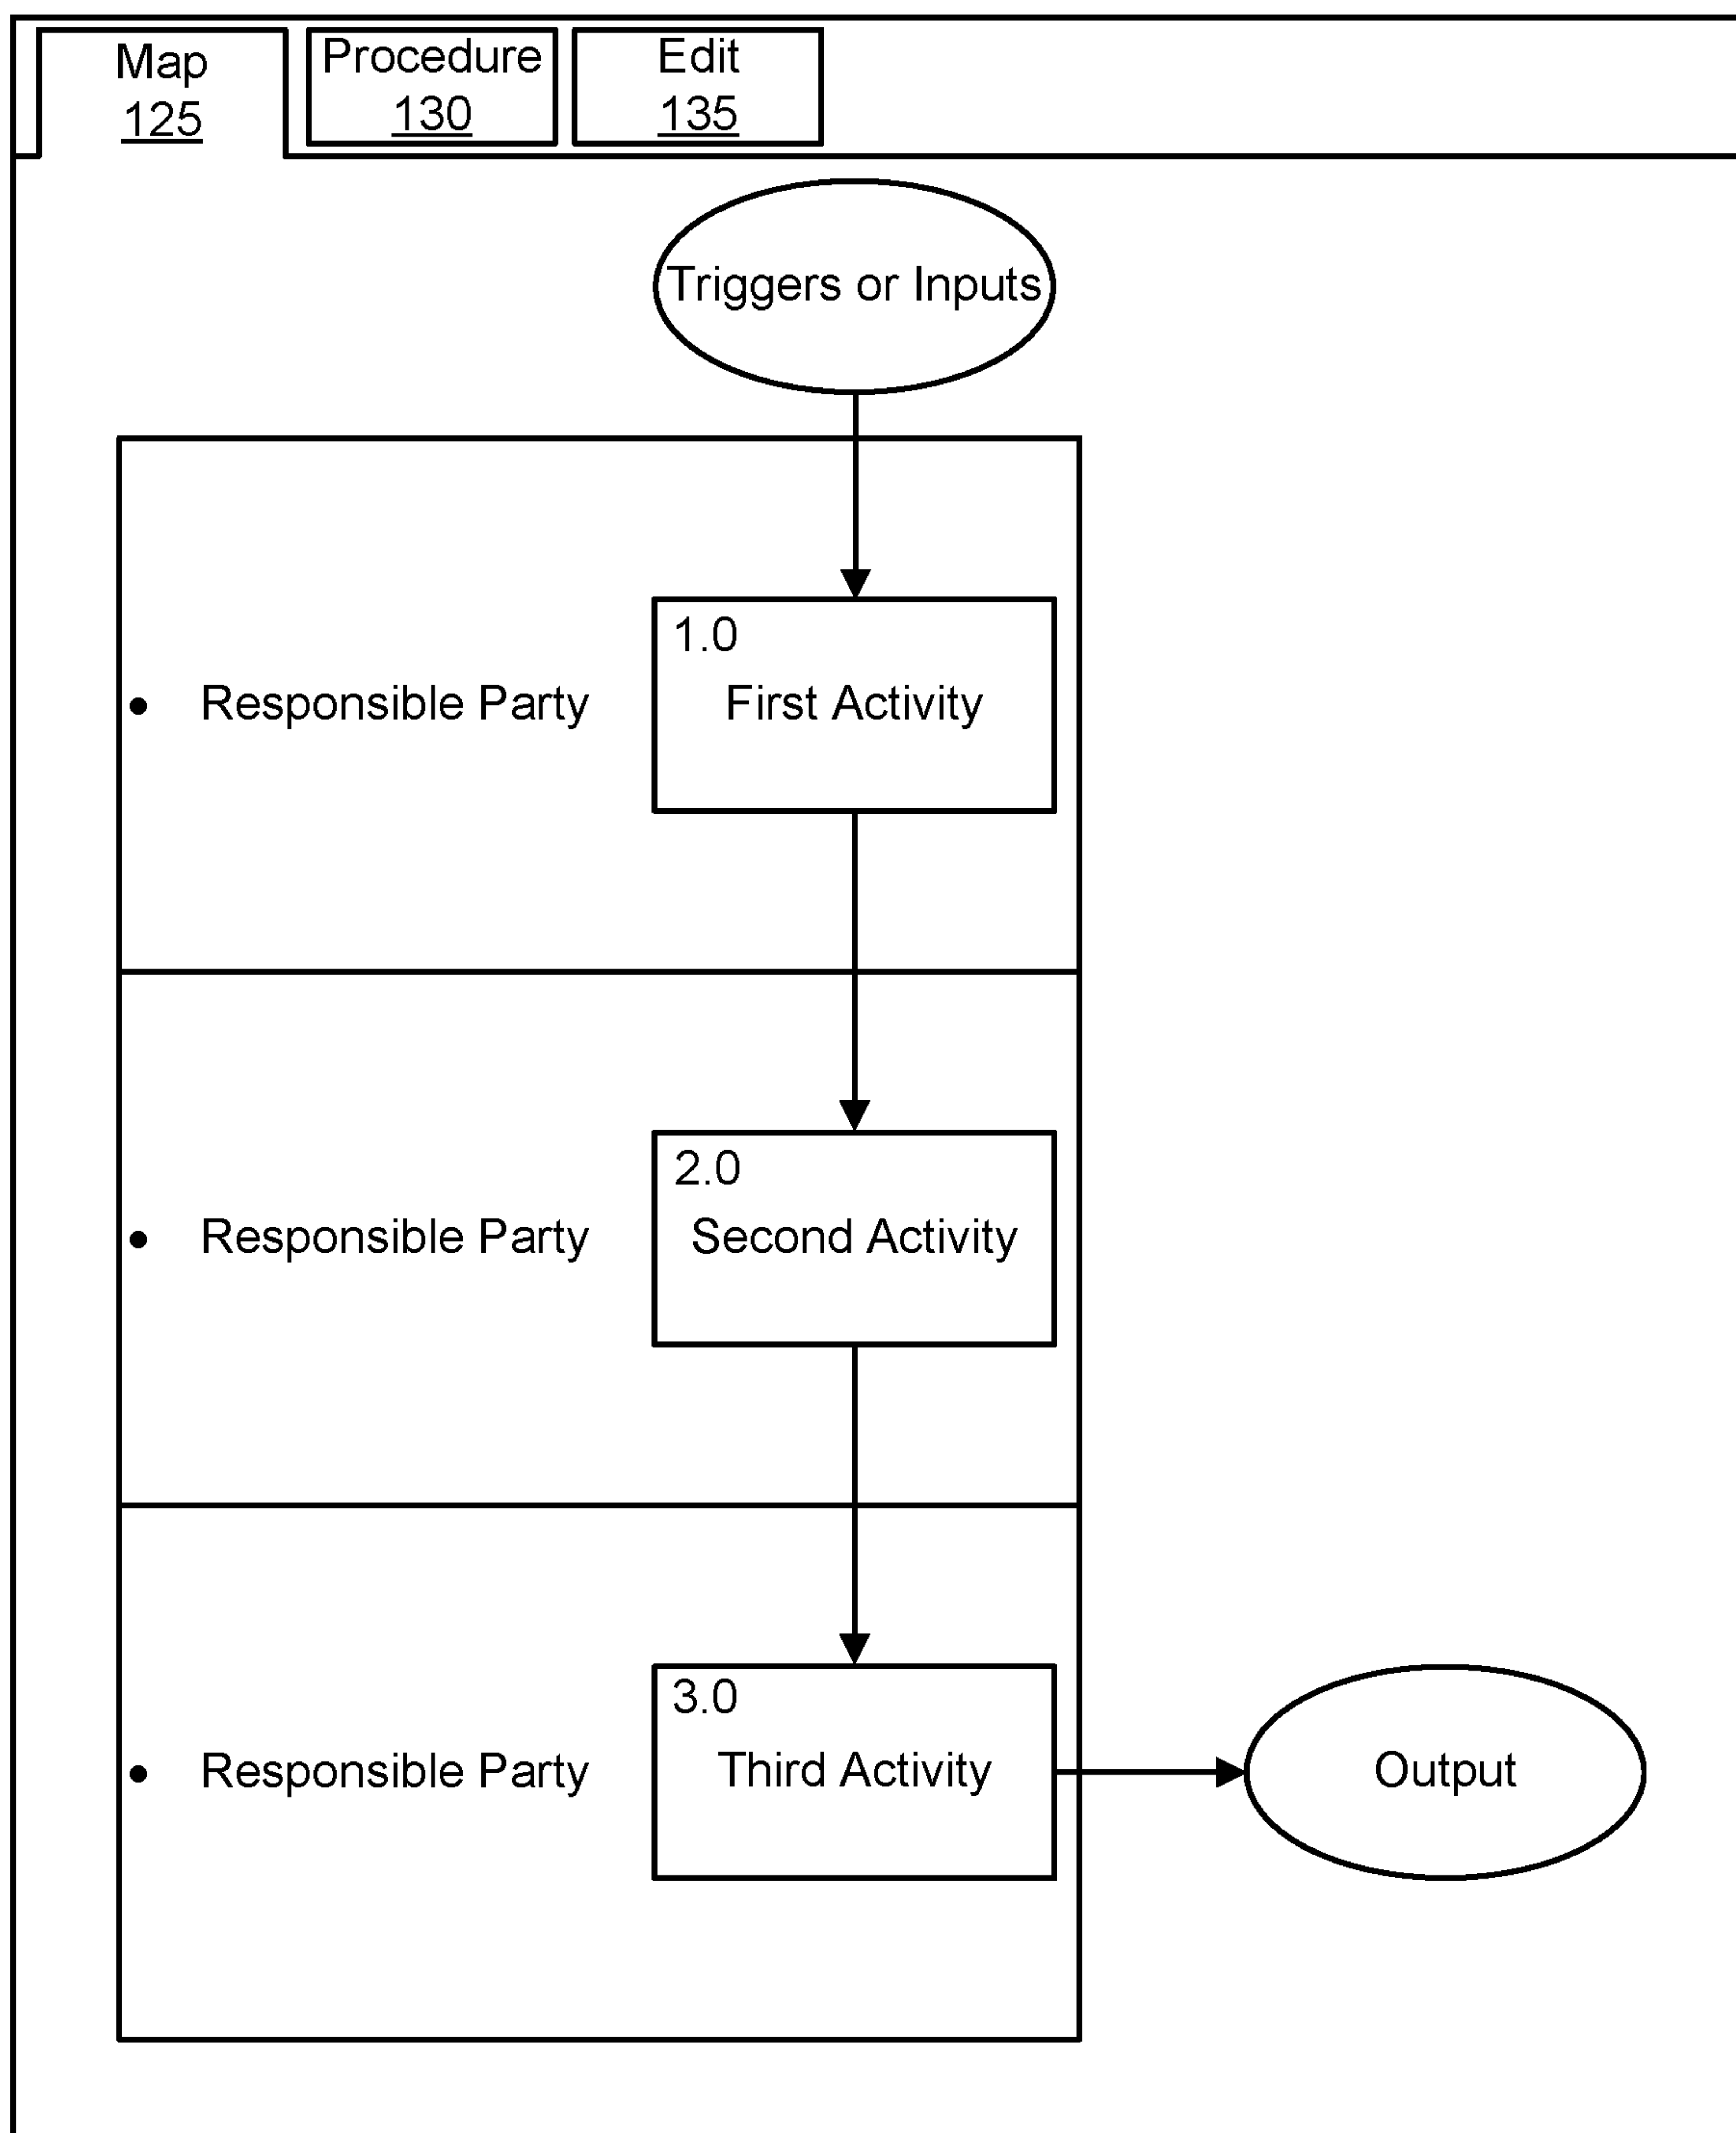 Map
125
Procedure
130
Edit
135
Triggers or Inputs
1.0
• Responsible Party
First Activity
2.0
• Responsible Party
Second Activity
3.0
• Responsible Party
Third Activity
Output